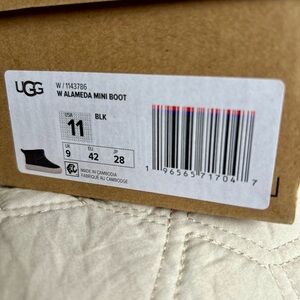 UGG
W / 1143786
W ALAMEDA MINI BOOT
USA
11
BLK
UK EU JP
9 42 28
MADE IN CAMBODIA
FABRIQUÉ AU CAMBODGE
1 96565 71704 7